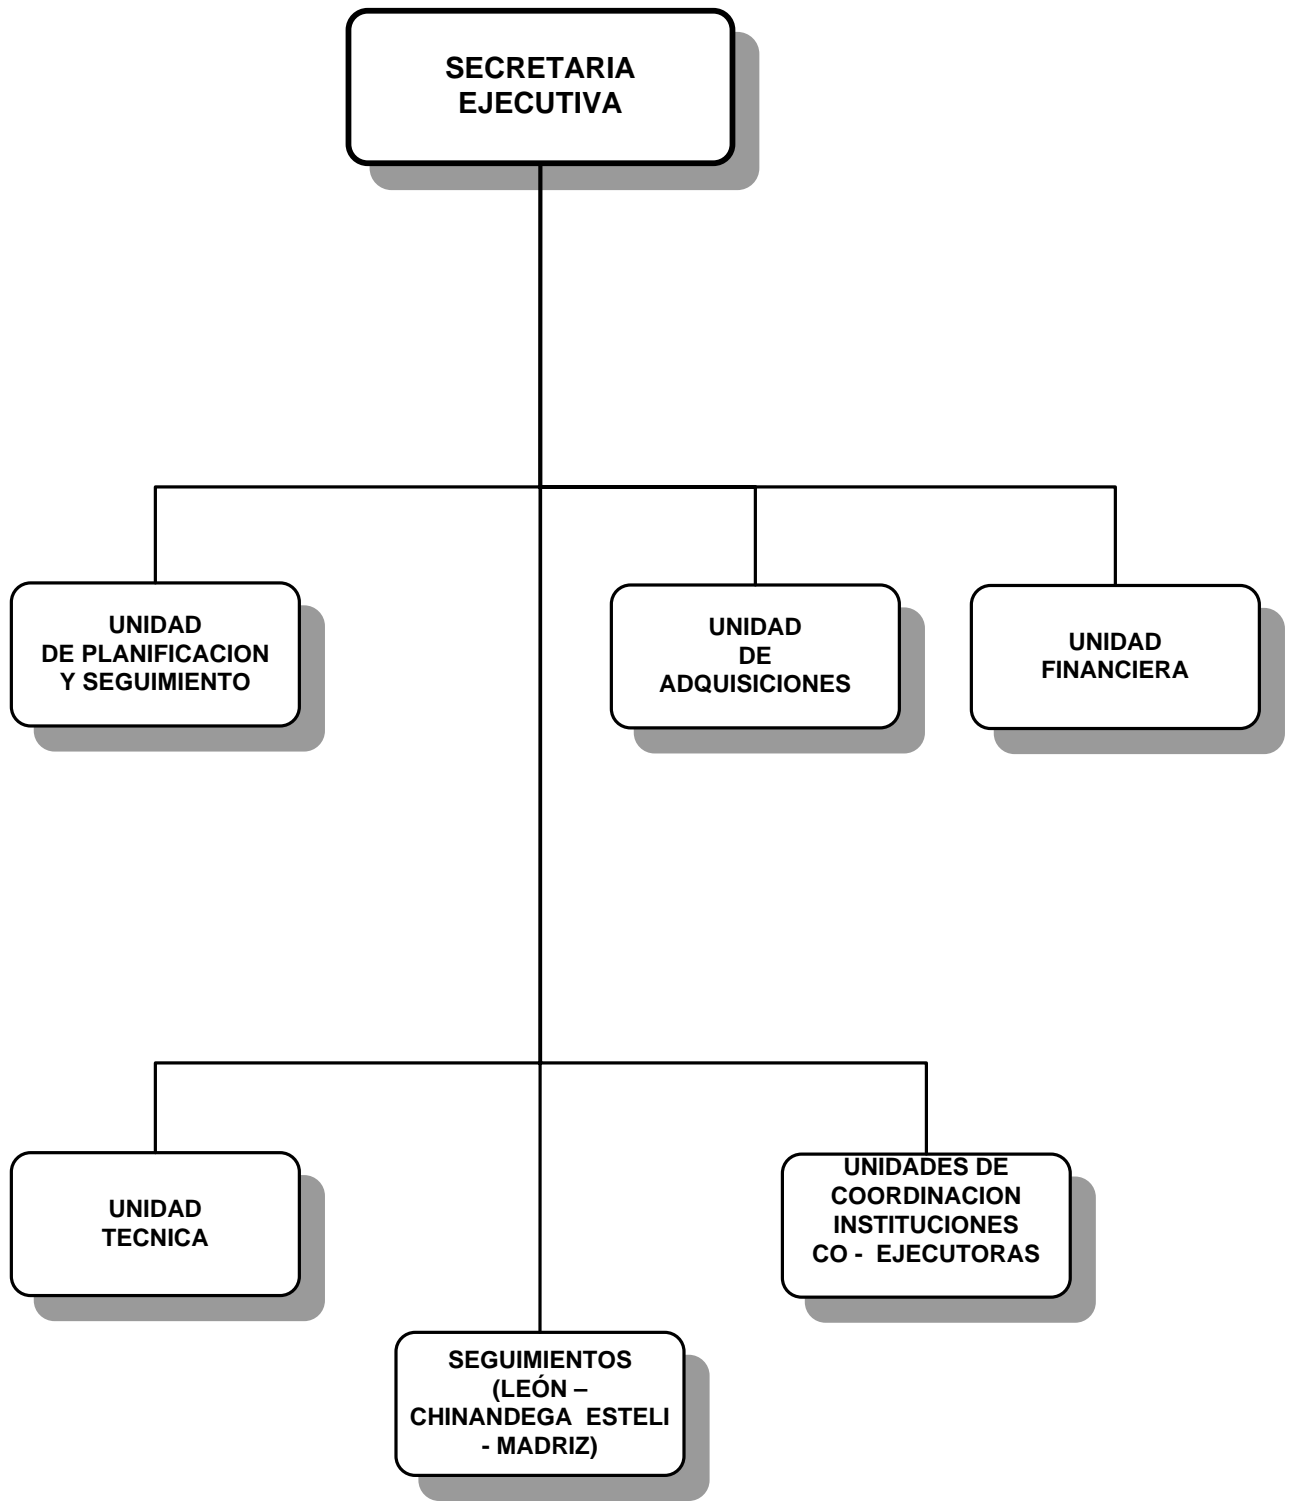 SECRETARIA
EJECUTIVA
UNIDAD
DE PLANIFICACION
Y SEGUIMIENTO
UNIDAD
DE
ADQUISICIONES
UNIDAD
FINANCIERA
UNIDAD
TECNICA
UNIDADES DE
COORDINACION
INSTITUCIONES
CO - EJECUTORAS
SEGUIMIENTOS
(LEÓN –
CHINANDEGA ESTELI
- MADRIZ)